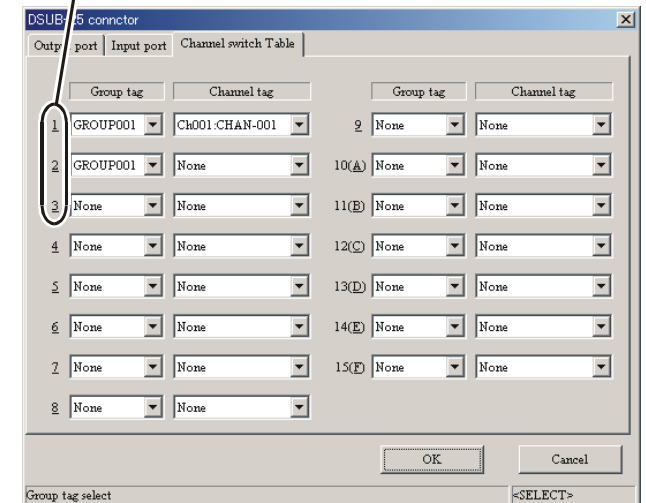 DSUB-25 connctor
Output port Input port Channel switch Table
Group tag Channel tag Group tag Channel tag
1 GROUP001 Ch001:CHAN-001 9 None None
2 GROUP001 None 10(A) None None
3 None None 11(B) None None
4 None None 12(C) None None
5 None None 13(D) None None
6 None None 14(E) None None
7 None None 15(F) None None
8 None None
OK Cancel
Group tag select <SELECT>